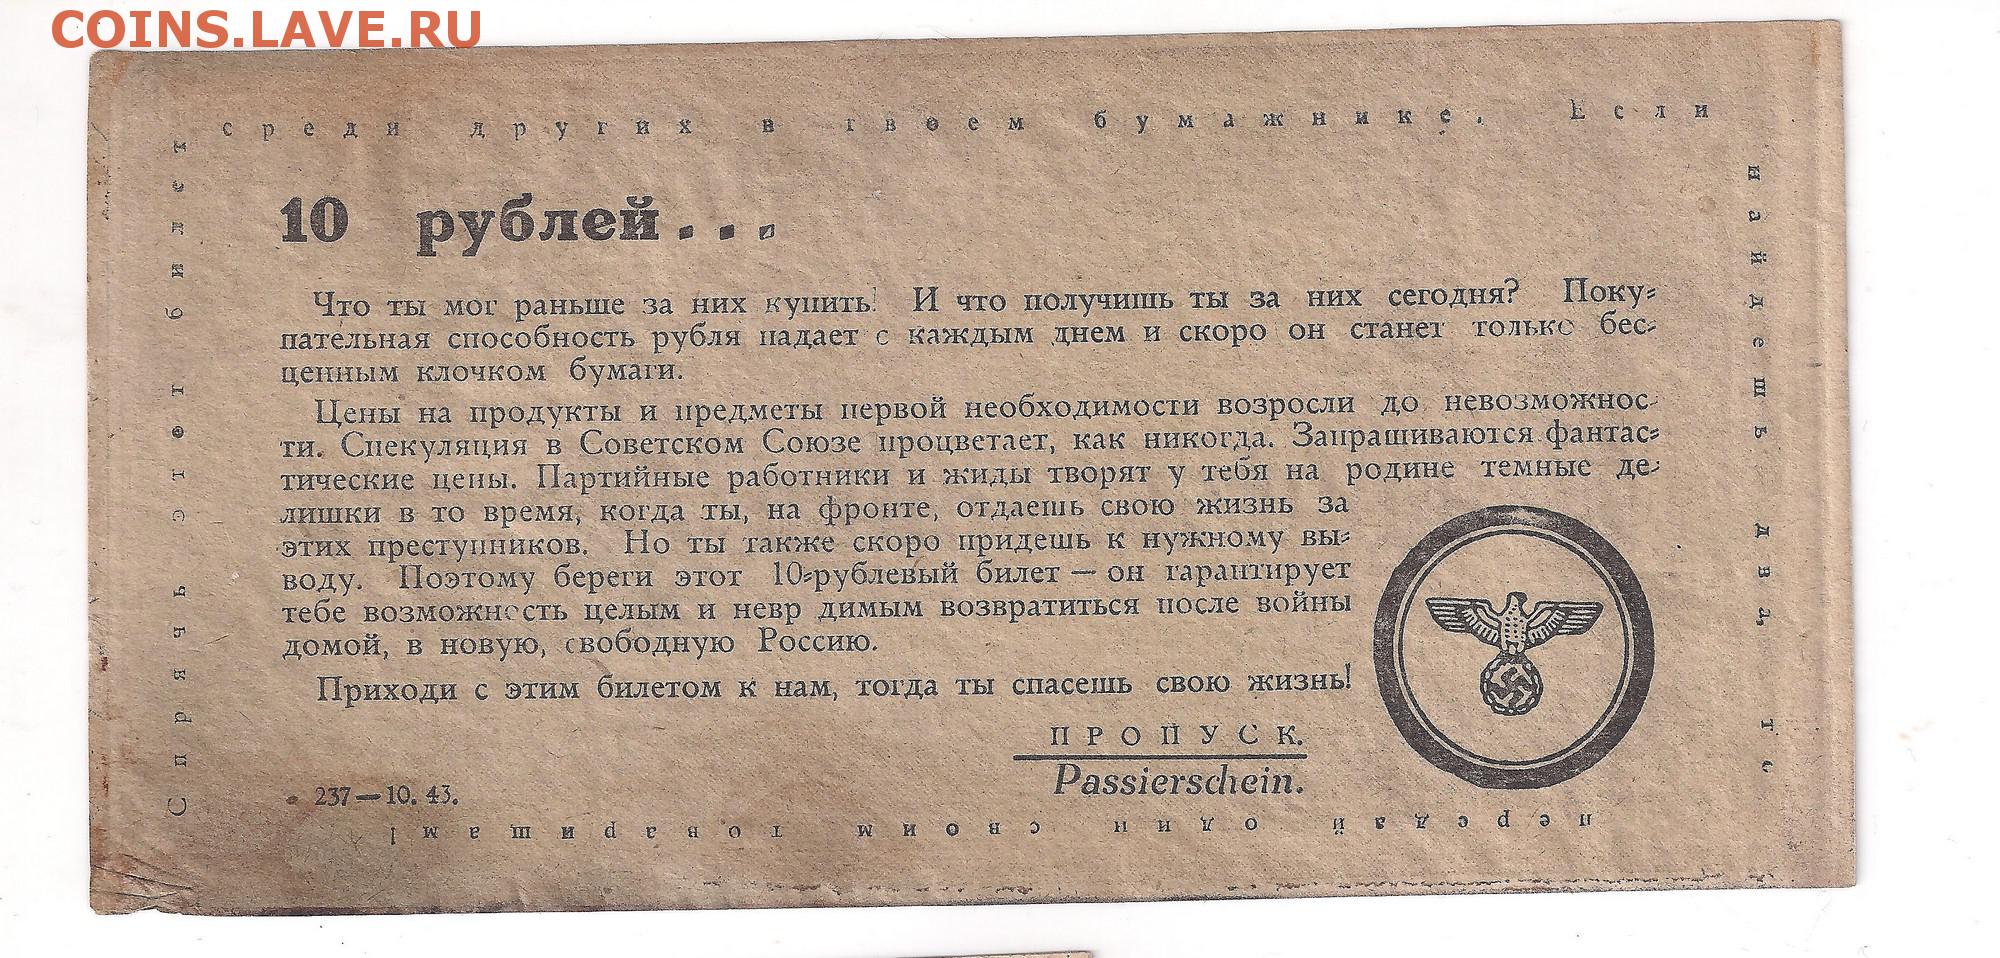 COINS.LAVE.RU
Спрячь этот билет
среди других в твоем бумажнике. Если
найдешь два, то
передай один своим товарищам!
10 рублей...
Что ты мог раньше за них купить! И что получишь ты за них сегодня? Поку-
пательная способность рубля падает с каждым днем и скоро он станет только бес-
ценным клочком бумаги.
Цены на продукты и предметы первой необходимости возросли до невозможнос-
ти. Спекуляция в Советском Союзе процветает, как никогда. Запрашиваются фантас-
тические цены. Партийные работники и жиды творят у тебя на родине темные де-
лишки в то время, когда ты, на фронте, отдаешь свою жизнь за
этих преступников. Но ты также скоро придешь к нужному вы-
воду. Поэтому береги этот 10-рублевый билет — он гарантирует
тебе возможность целым и невр димым возвратиться после войны
домой, в новую, свободную Россию.
Приходи с этим билетом к нам, тогда ты спасешь свою жизнь!
ПРОПУСК.
Passierschein.
237—10. 43.